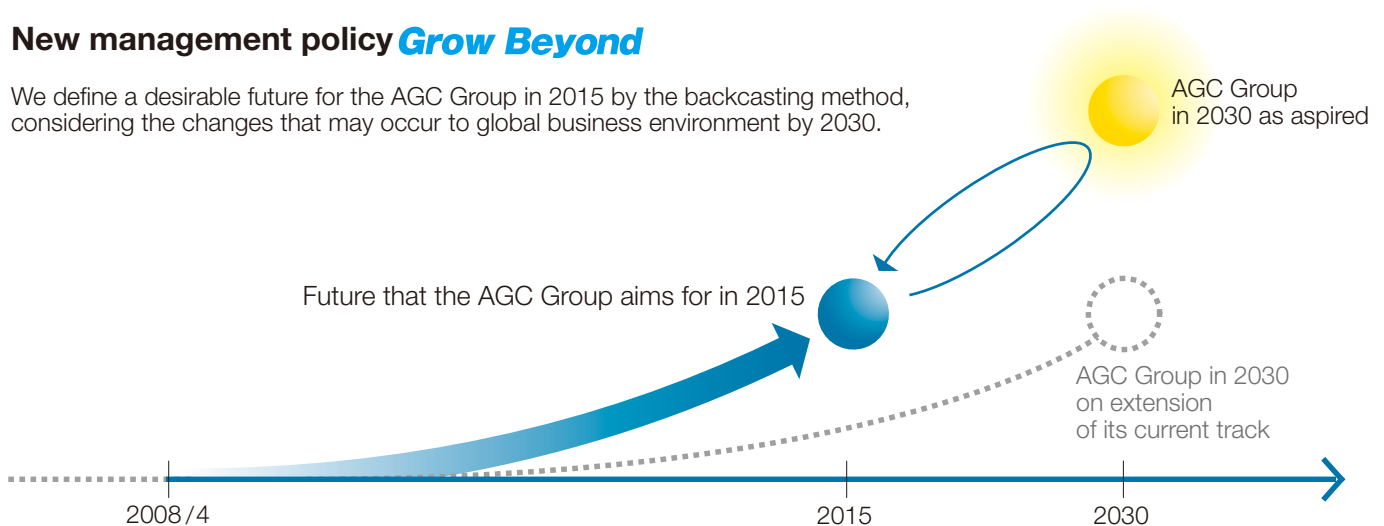 New management policy Grow Beyond
We define a desirable future for the AGC Group in 2015 by the backcasting method,
considering the changes that may occur to global business environment by 2030.
AGC Group
in 2030 as aspired
Future that the AGC Group aims for in 2015
AGC Group in 2030
on extension
of its current track
2008/4
2015
2030